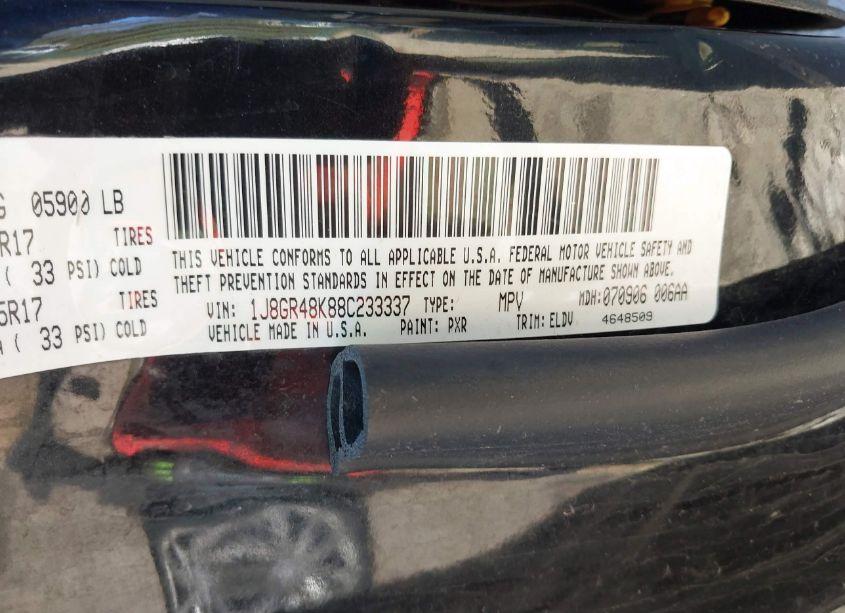 G 05900 LB
R17 TIRES
( 33 PSI) COLD
5R17 TIRES
A ( 33 PSI) COLD
THIS VEHICLE CONFORMS TO ALL APPLICABLE U.S.A. FEDERAL MOTOR VEHICLE SAFETY AND
THEFT PREVENTION STANDARDS IN EFFECT ON THE DATE OF MANUFACTURE SHOWN ABOVE.
VIN: 1J8GR48K88C233337 TYPE: MPV MDH: 070906 006AA
VEHICLE MADE IN U.S.A. PAINT: PXR TRIM: ELDV 4648509